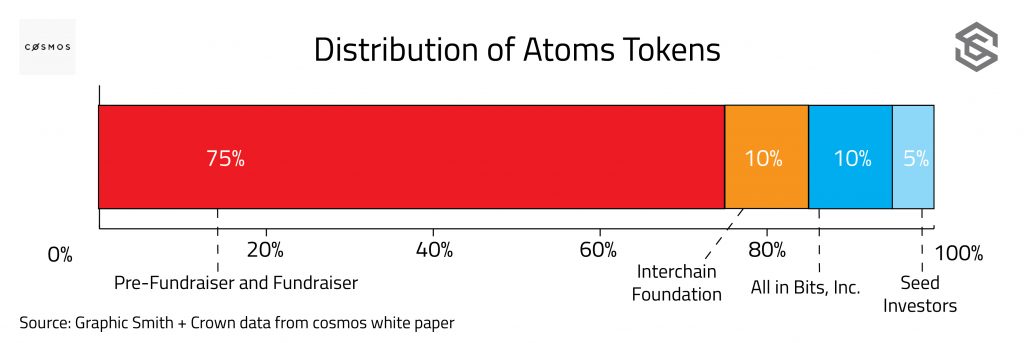 CØSMOS
Distribution of Atoms Tokens
75%
10%
10%
5%
0%
20%
40%
60%
80%
100%
Pre-Fundraiser and Fundraiser
Interchain
Foundation
All in Bits, Inc.
Seed
Investors
Source: Graphic Smith + Crown data from cosmos white paper